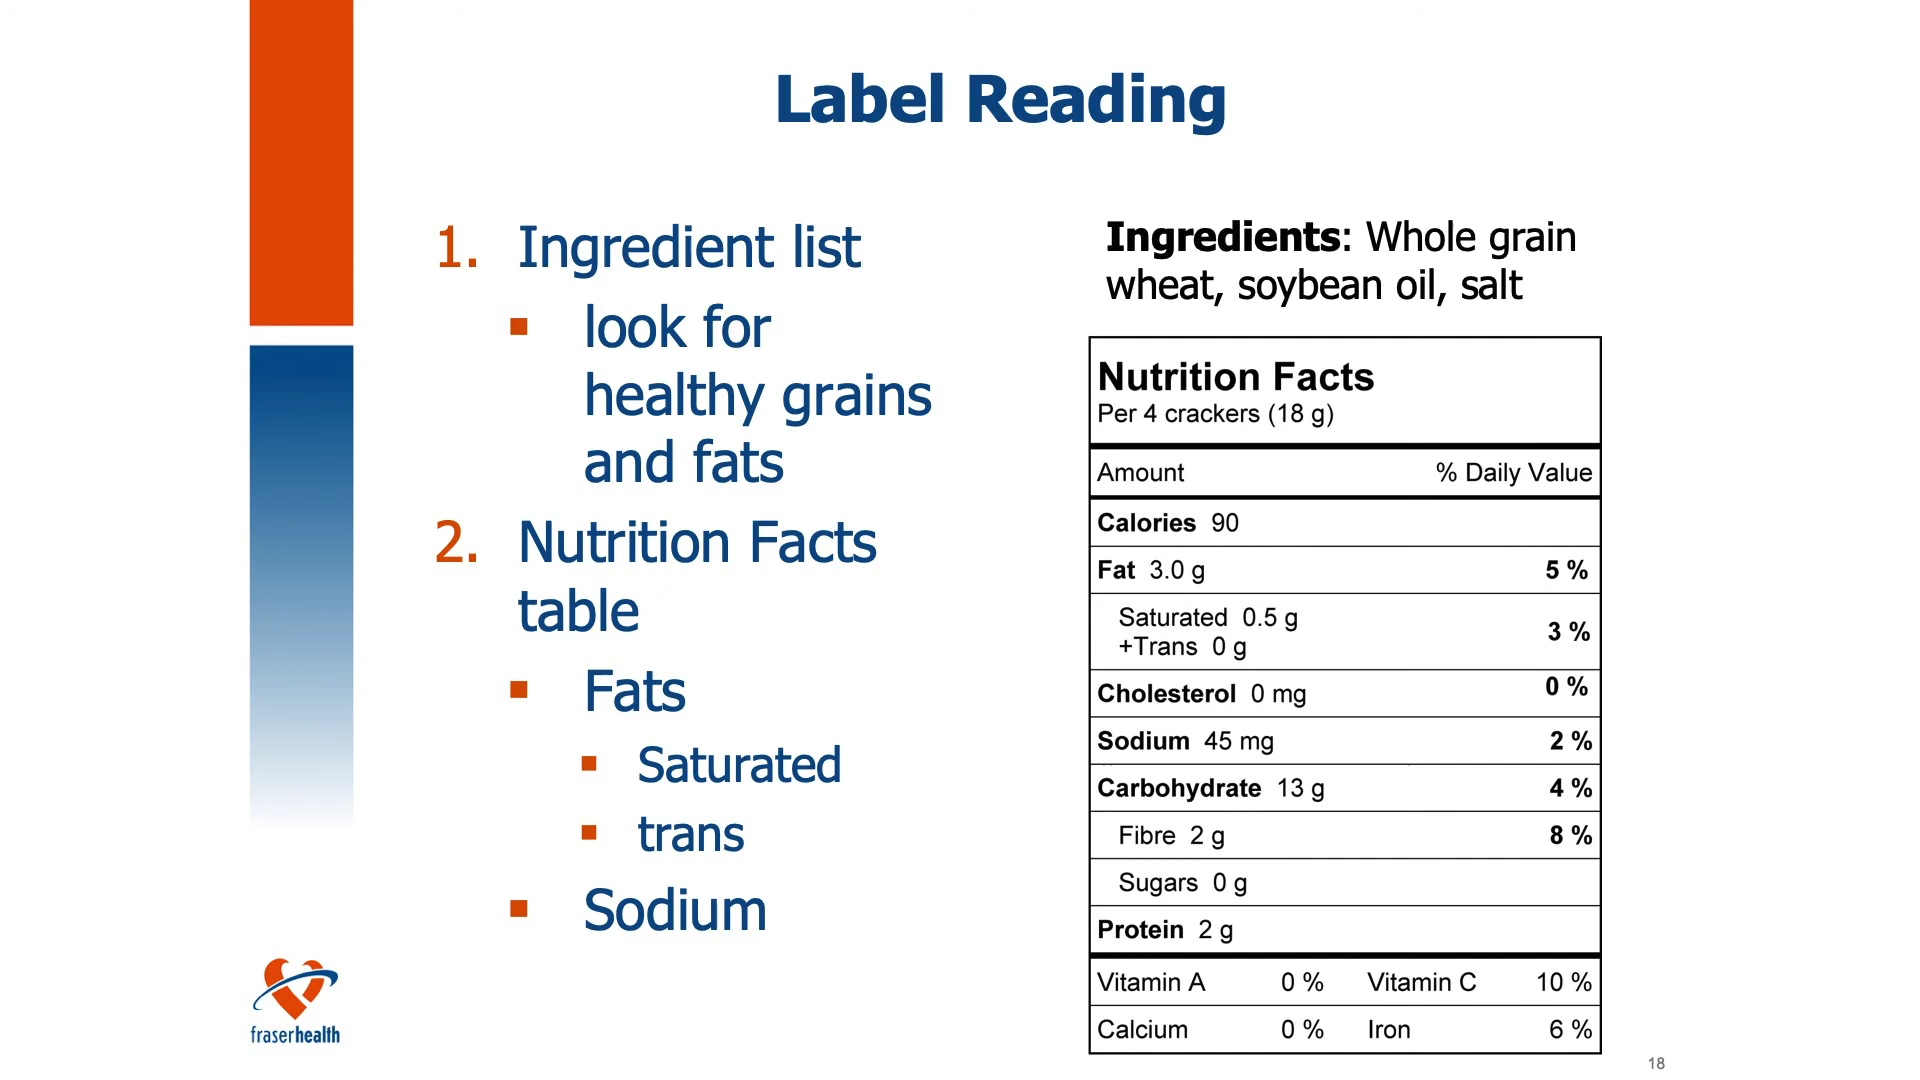 Label Reading
1. Ingredient list
▪ look for
healthy grains
and fats
2. Nutrition Facts
table
▪ Fats
▪ Saturated
▪ trans
▪ Sodium
Ingredients: Whole grain
wheat, soybean oil, salt
Nutrition Facts
Per 4 crackers (18 g)
Amount % Daily Value
Calories 90
Fat 3.0 g 5 %
Saturated 0.5 g
+Trans 0 g 3 %
Cholesterol 0 mg 0 %
Sodium 45 mg 2 %
Carbohydrate 13 g 4 %
Fibre 2 g 8 %
Sugars 0 g
Protein 2 g
Vitamin A 0 % Vitamin C 10 %
Calcium 0 % Iron 6 %
fraserhealth
18